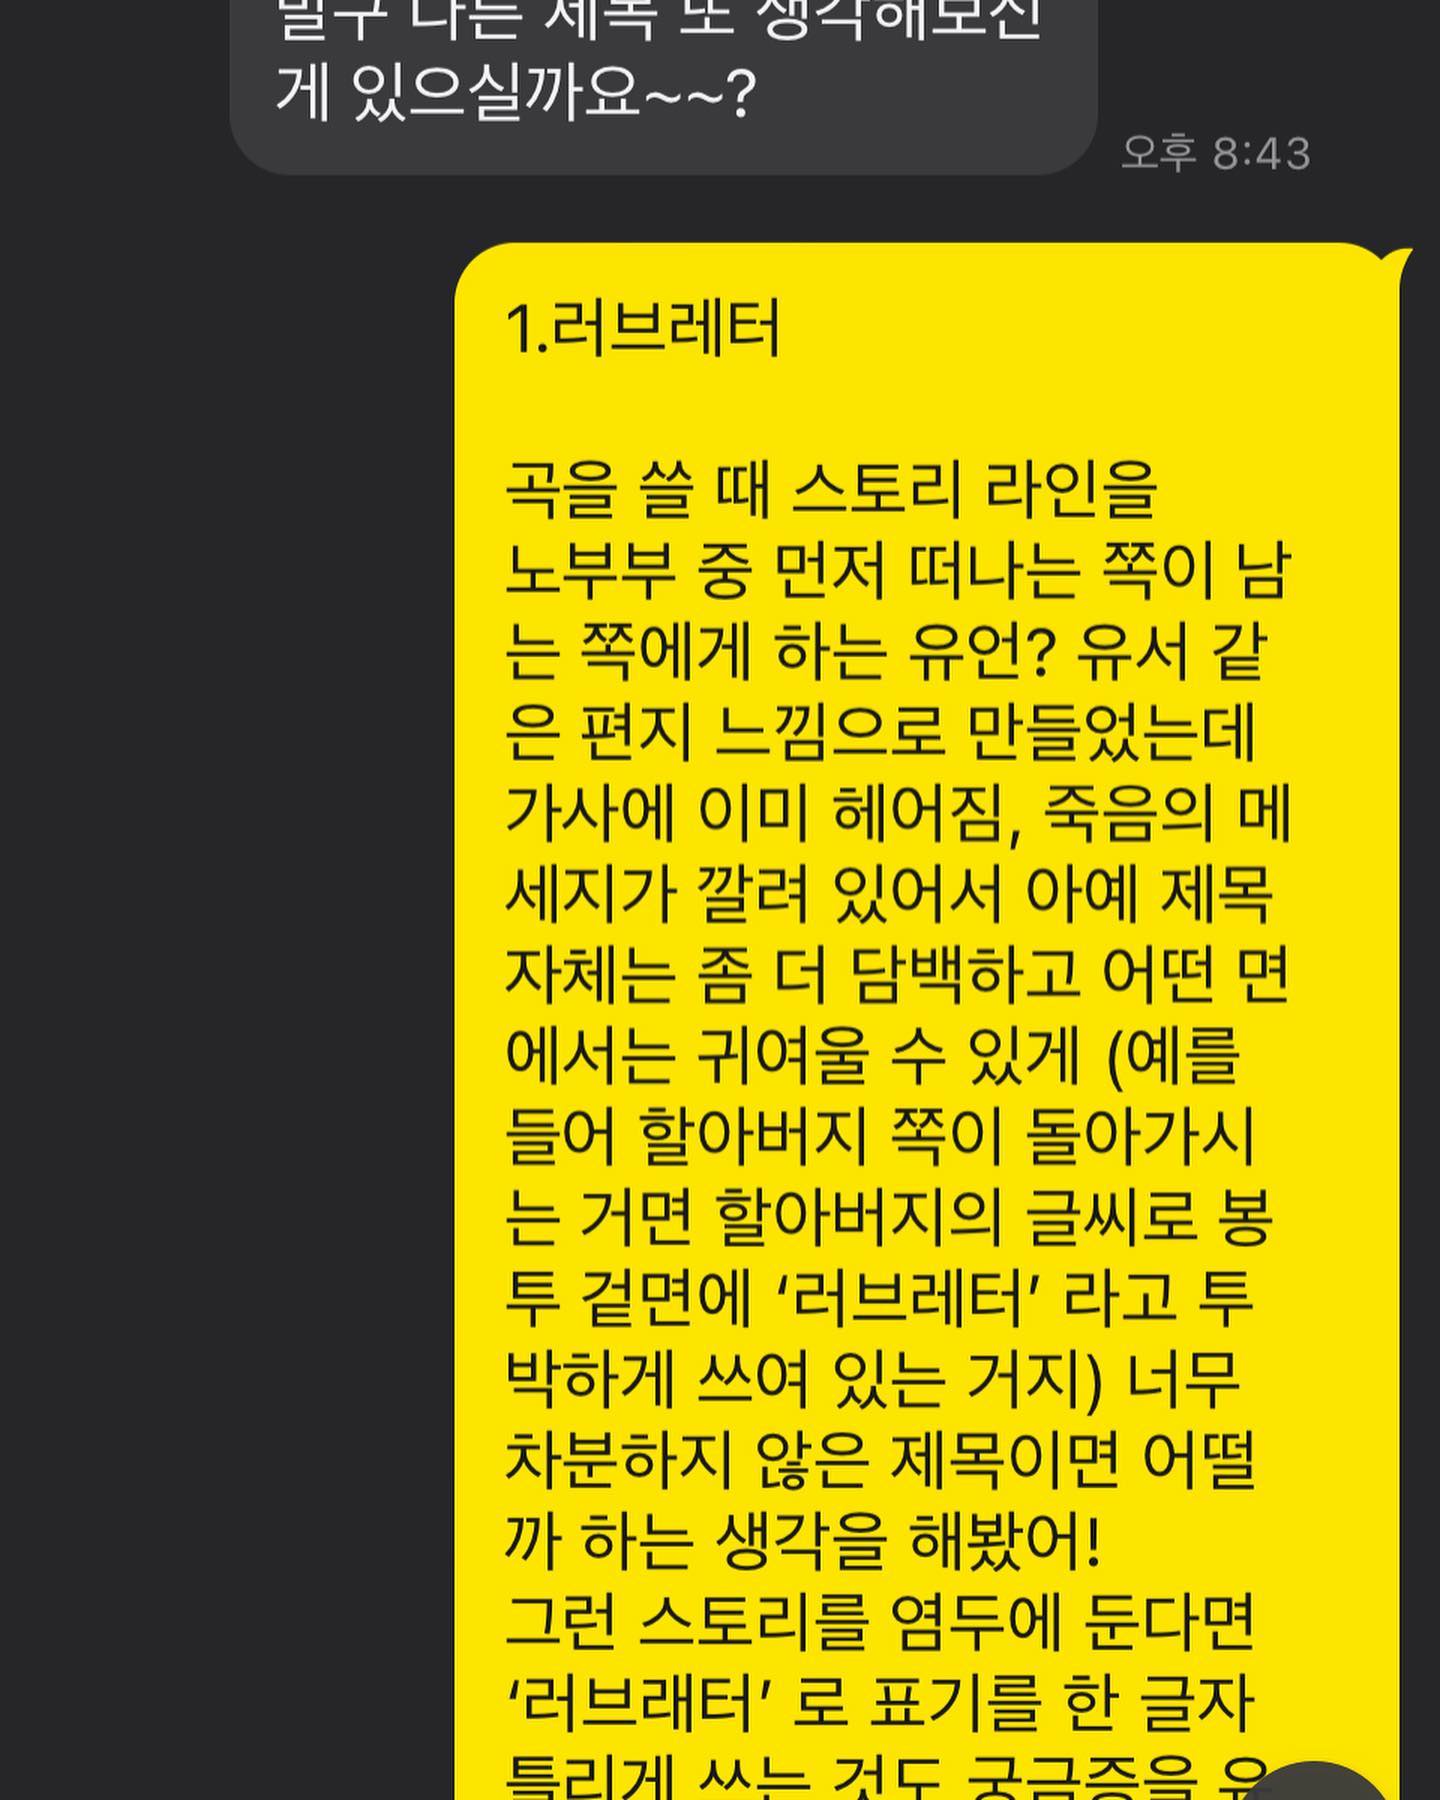 말구 다른 제목 또 생각해보신
게 있으실까요~~?
오후 8:43
1.러브레터
곡을 쓸 때 스토리 라인을
노부부 중 먼저 떠나는 쪽이 남
는 쪽에게 하는 유언? 유서 같
은 편지 느낌으로 만들었는데
가사에 이미 헤어짐, 죽음의 메
세지가 깔려 있어서 아예 제목
자체는 좀 더 담백하고 어떤 면
에서는 귀여울 수 있게 (예를
들어 할아버지 쪽이 돌아가시
는 거면 할아버지의 글씨로 봉
투 겉면에 ‘러브레터’ 라고 투
박하게 쓰여 있는 거지) 너무
차분하지 않은 제목이면 어떨
까 하는 생각을 해봤어!
그런 스토리를 염두에 둔다면
‘러브래터’ 로 표기를 한 글자
틀리게 쓰는 것도 궁금증을